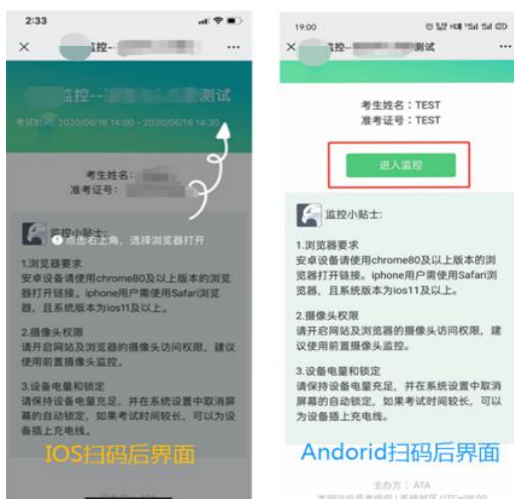 2:33
监控--
监控-- 测试
考试时间: 2020/06/16 14:00 - 2020/06/16 14:30
考生姓名:
准考证号:
监控小贴士:
点击右上角，选择浏览器打开
1.浏览器要求
安卓设备请使用chrome80及以上版本的浏览
器打开链接。iphone用户需使用Safari浏览
器，且系统版本为ios11及以上。
2.摄像头权限
请开启网站及浏览器的摄像头访问权限，建议
使用前置摄像头监控。
3.设备电量和锁定
请保持设备电量充足，并在系统设置中取消屏
幕的自动锁定，如果考试时间较长，可以为设
备插上充电线。
IOS扫码后界面
19:00
监控-- 测试
考生姓名：TEST
准考证号：TEST
进入监控
监控小贴士:
1.浏览器要求
安卓设备请使用chrome80及以上版本的浏
览器打开链接。iphone用户需使用Safari浏
览器，且系统版本为ios11及以上。
2.摄像头权限
请开启网站及浏览器的摄像头访问权限，建
议使用前置摄像头监控。
3.设备电量和锁定
请保持设备电量充足，并在系统设置中取消
屏幕的自动锁定，如果考试时间较长，可以
为设备插上充电线。
Andorid扫码后界面
主办方： ATA